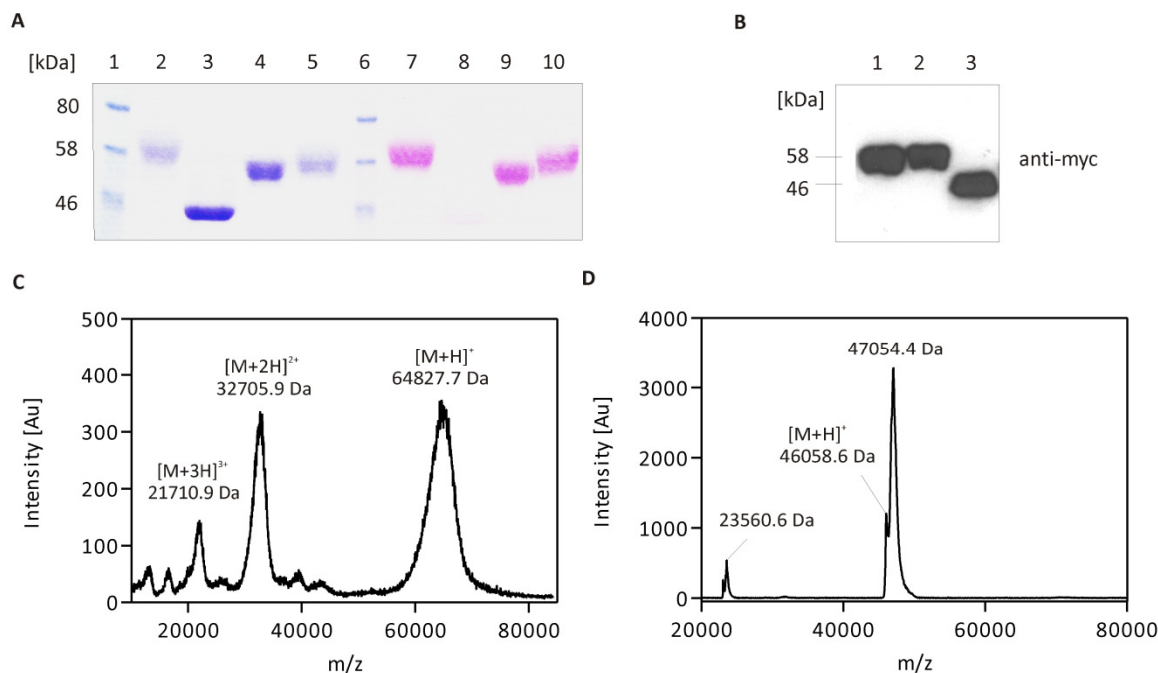 A
[kDa] 1 2 3 4 5 6 7 8 9 10
80
58
46
B
1 2 3
[kDa]
58
46
anti-myc
C
500
400
300
200
100
0
Intensity [Au]
[M+3H]³⁺
21710.9 Da
[M+2H]²⁺
32705.9 Da
[M+H]⁺
64827.7 Da
20000 40000 60000 80000
m/z
D
4000
3000
2000
1000
0
Intensity [Au]
47054.4 Da
[M+H]⁺
46058.6 Da
23560.6 Da
20000 40000 60000 80000
m/z